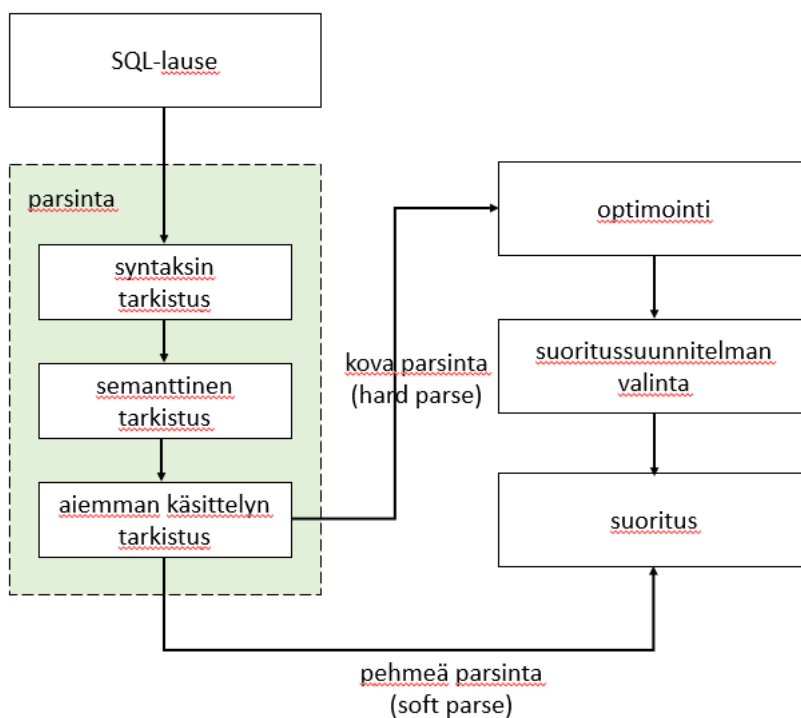 SQL-lause
parsinta
syntaksin
tarkistus
semanttinen
tarkistus
aiemman käsittelyn
tarkistus
kova parsinta
(hard parse)
optimointi
suoritussuunnitelman
valinta
suoritus
pehmeä parsinta
(soft parse)